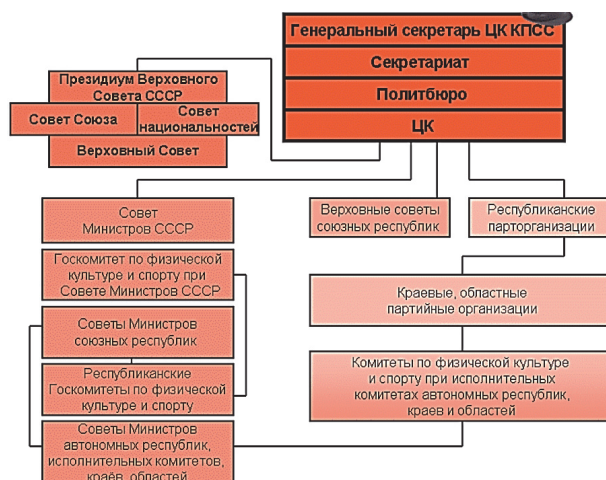 Генеральный секретарь ЦК КПСС
Секретариат
Политбюро
ЦК
Президиум Верховного
Совета СССР
Совет Союза
Совет
национальностей
Верховный Совет
Совет
Министров СССР
Верховные советы
союзных республик
Республиканские
парторганизации
Госкомитет по физической
культуре и спорту при
Совете Министров СССР
Краевые, областные
партийные организации
Советы Министров
союзных республик
Республиканские
Госкомитеты по физической
культуре и спорту
Комитеты по физической культуре
и спорту при исполнительных
комитетах автономных республик,
краев и областей
Советы Министров
автономных республик,
исполнительных комитетов,
краёв, областей